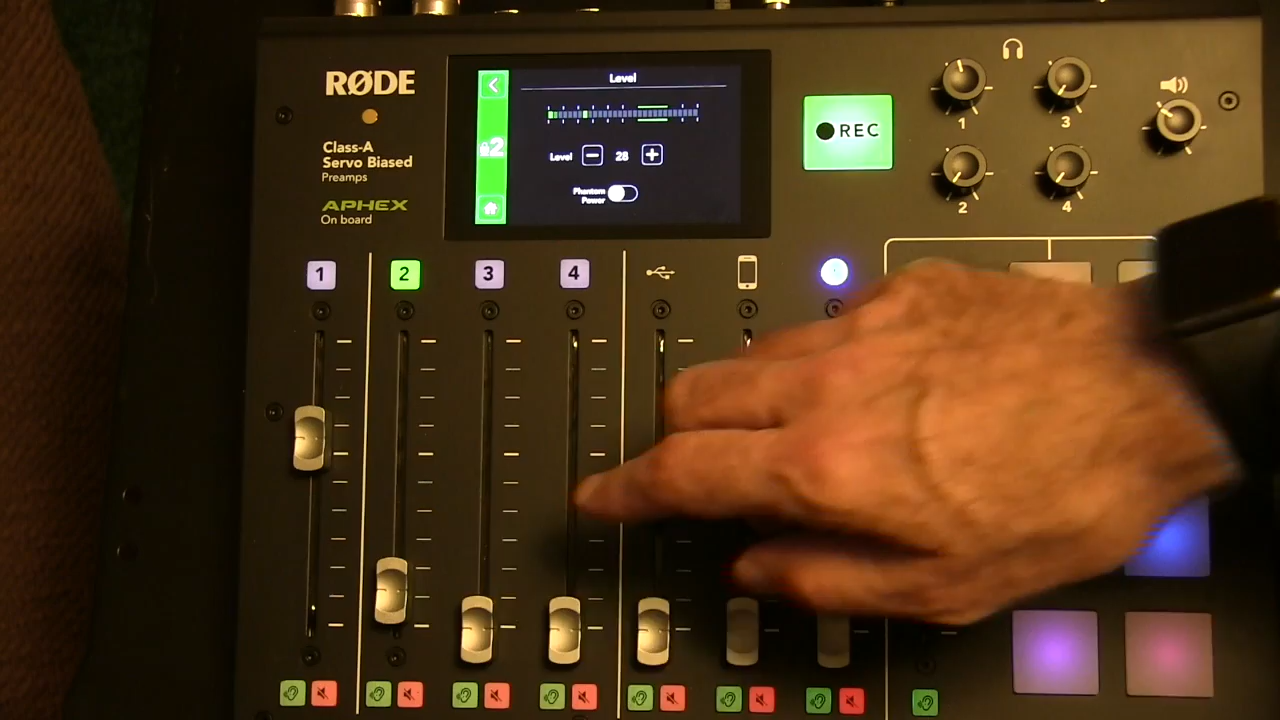 RØDE
Class-A
Servo Biased
Preamps
APHEX
On board
Level
2
Level 28
Phantom
Power
REC
1
3
2
4
1
2
3
4